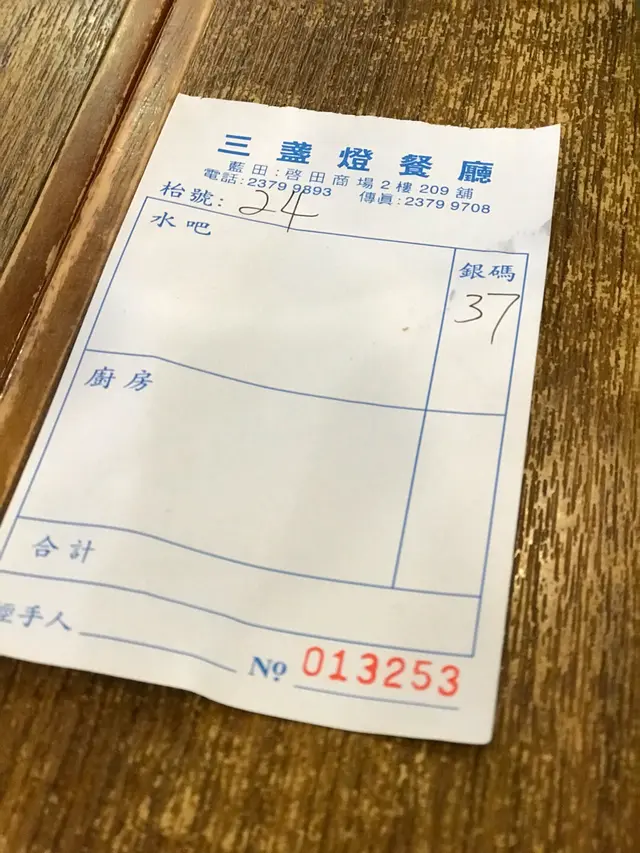 三盞燈餐廳
藍田:啓田商場2樓209舖
電話:2379 9893 傳眞:2379 9708
枱號: 24
水吧
銀碼
37
廚房
合計
經手人
№ 013253